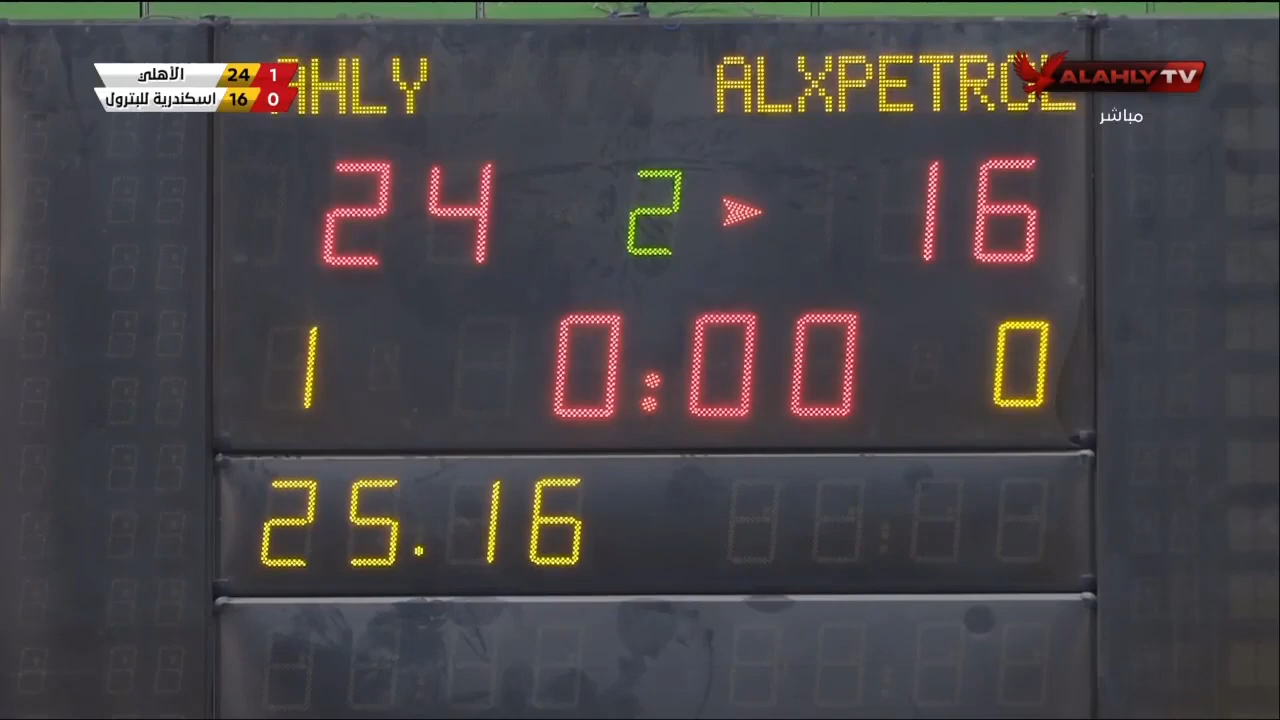 الأهلي 24 1
اسكندرية للبترول 16 0
AHLY ALXPETROL
ALAHLY TV
مباشر
24 2 16
1 0:00 0
25.16